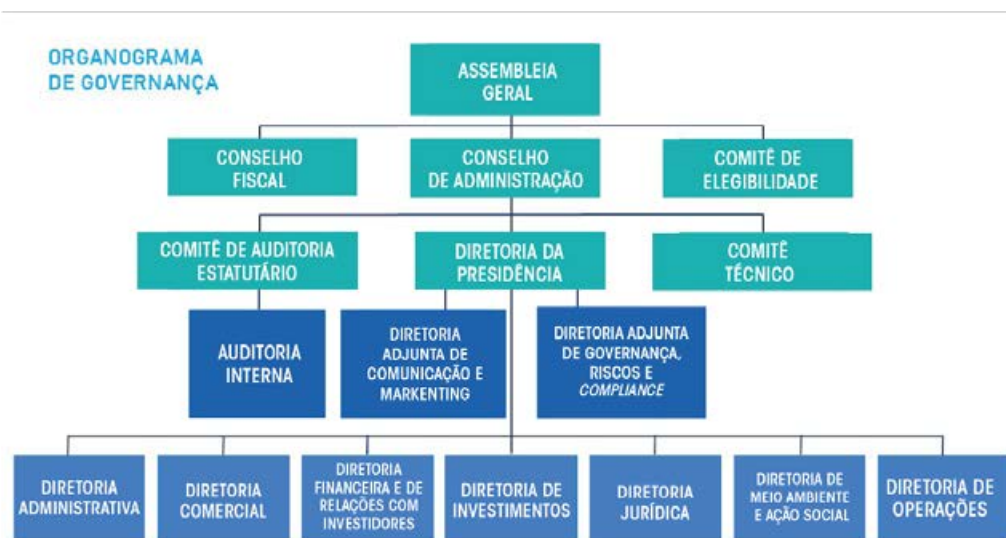 ORGANOGRAMA
DE GOVERNANÇA
ASSEMBLEIA
GERAL
CONSELHO
FISCAL
CONSELHO
DE ADMINISTRAÇÃO
COMITÊ DE
ELEGIBILIDADE
COMITÊ DE AUDITORIA
ESTATUTÁRIO
DIRETORIA DA
PRESIDÊNCIA
COMITÊ
TÉCNICO
AUDITORIA
INTERNA
DIRETORIA
ADJUNTA DE
COMUNICAÇÃO E
MARKENTING
DIRETORIA ADJUNTA
DE GOVERNANÇA,
RISCOS E
COMPLIANCE
DIRETORIA
ADMINISTRATIVA
DIRETORIA
COMERCIAL
DIRETORIA
FINANCEIRA E DE
RELAÇÕES COM
INVESTIDORES
DIRETORIA DE
INVESTIMENTOS
DIRETORIA
JURÍDICA
DIRETORIA DE
MEIO AMBIENTE
E AÇÃO SOCIAL
DIRETORIA DE
OPERAÇÕES